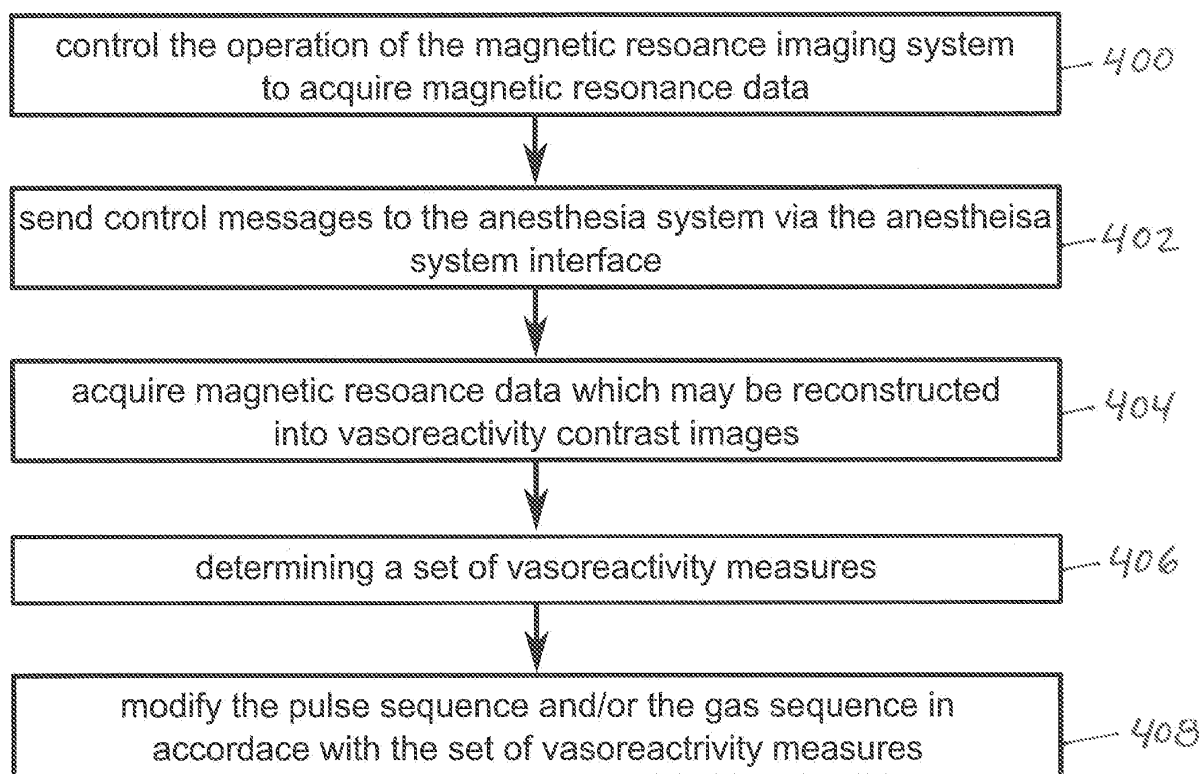 control the operation of the magnetic resoance imaging system
to acquire magnetic resonance data
400
send control messages to the anesthesia system via the anestheisa
system interface
402
acquire magnetic resoance data which may be reconstructed
into vasoreactivity contrast images
404
determining a set of vasoreactivity measures
406
modify the pulse sequence and/or the gas sequence in
accordace with the set of vasoreactrivity measures
408